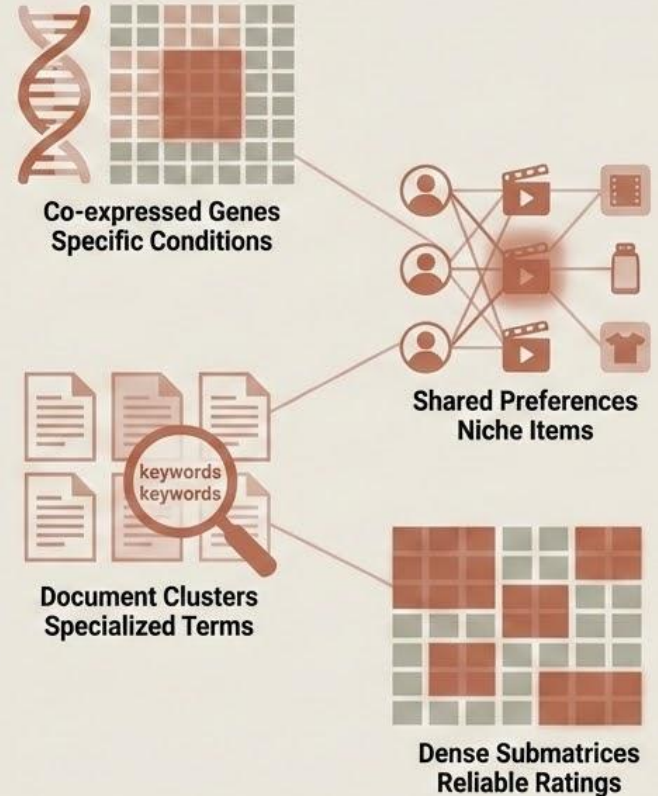 Co-expressed Genes
Specific Conditions
Shared Preferences
Niche Items
keywords
keywords
Document Clusters
Specialized Terms
Dense Submatrices
Reliable Ratings